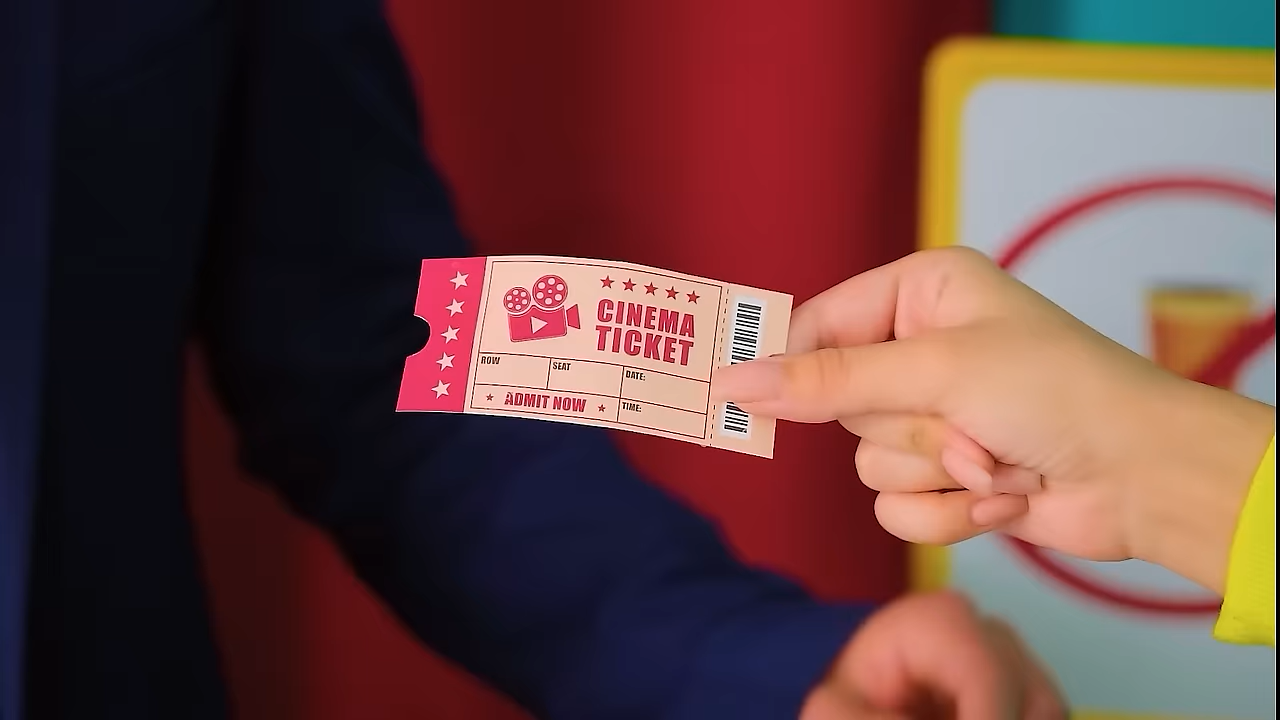 CINEMA
TICKET
ROW
SEAT
DATE:
ADMIT NOW
TIME: